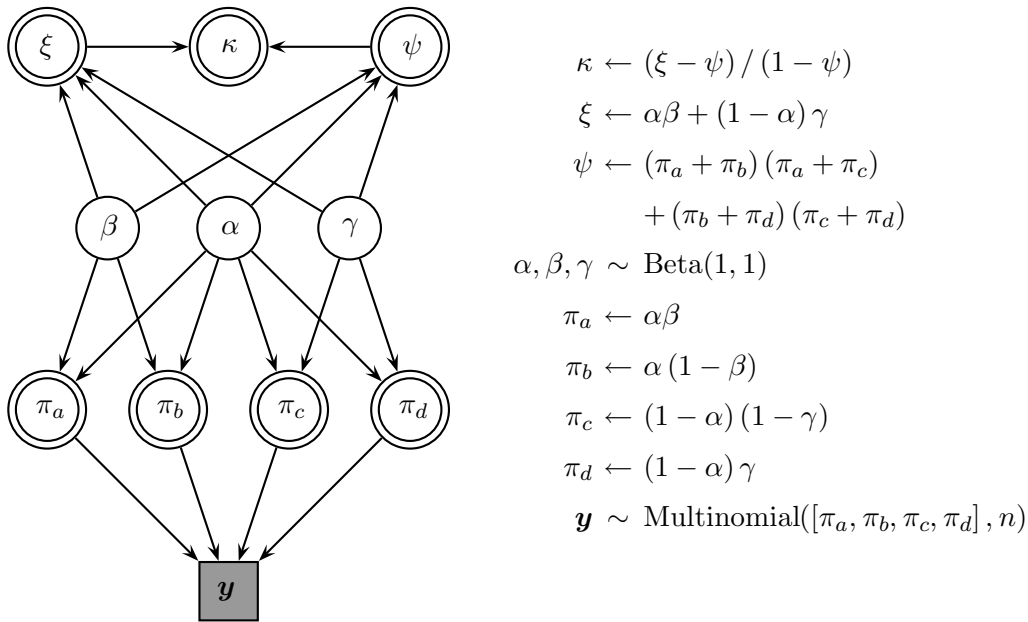 ξ
κ
ψ
β
α
γ
π_a
π_b
π_c
π_d
y
κ ← (ξ − ψ) / (1 − ψ)
ξ ← αβ + (1 − α) γ
ψ ← (π_a + π_b) (π_a + π_c)
+ (π_b + π_d) (π_c + π_d)
α, β, γ ∼ Beta(1, 1)
π_a ← αβ
π_b ← α (1 − β)
π_c ← (1 − α) (1 − γ)
π_d ← (1 − α) γ
y ∼ Multinomial([π_a, π_b, π_c, π_d] , n)